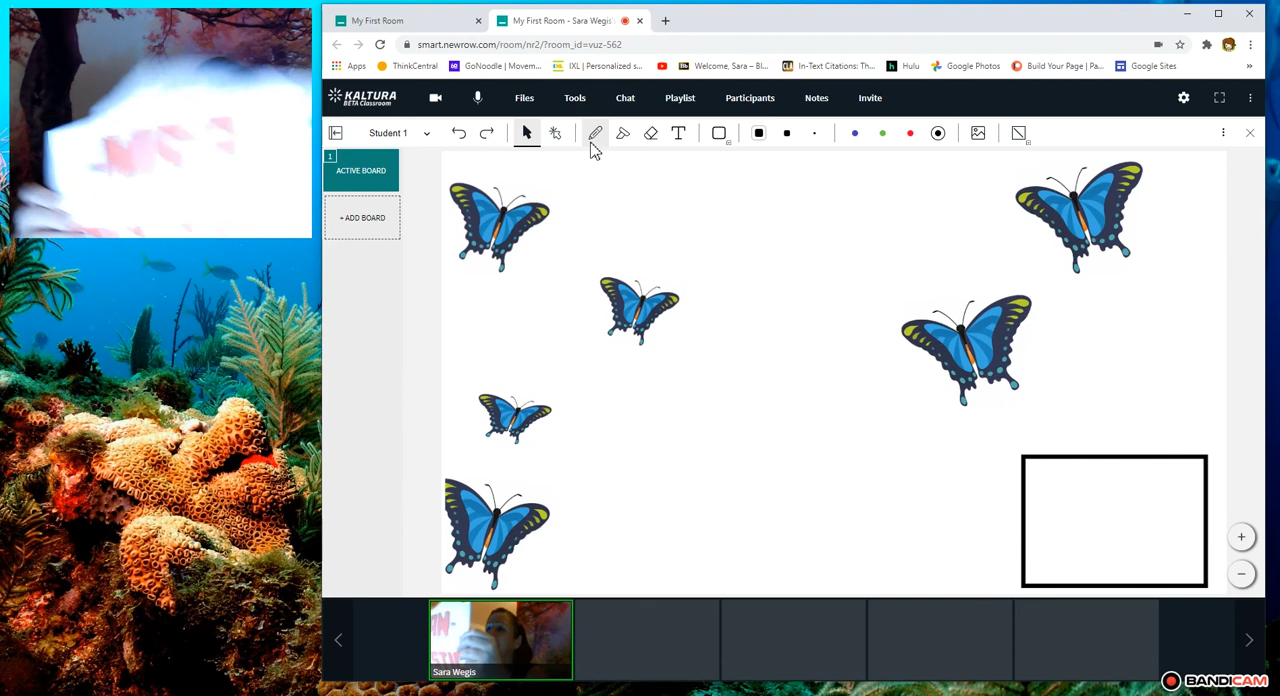 My First Room
My First Room - Sara Wegis'
smart.newrow.com/room/nr2/?room_id=vuz-562
Apps ThinkCentral GoNoodle | Movem... IXL | Personalized s... Welcome, Sara – Bl... In-Text Citations: Th... Hulu Google Photos Build Your Page | Pa... Google Sites »
KALTURA
BETA Classroom
Files Tools Chat Playlist Participants Notes Invite
Student 1 T
1
ACTIVE BOARD
+ ADD BOARD
Sara Wegis
BANDICAM